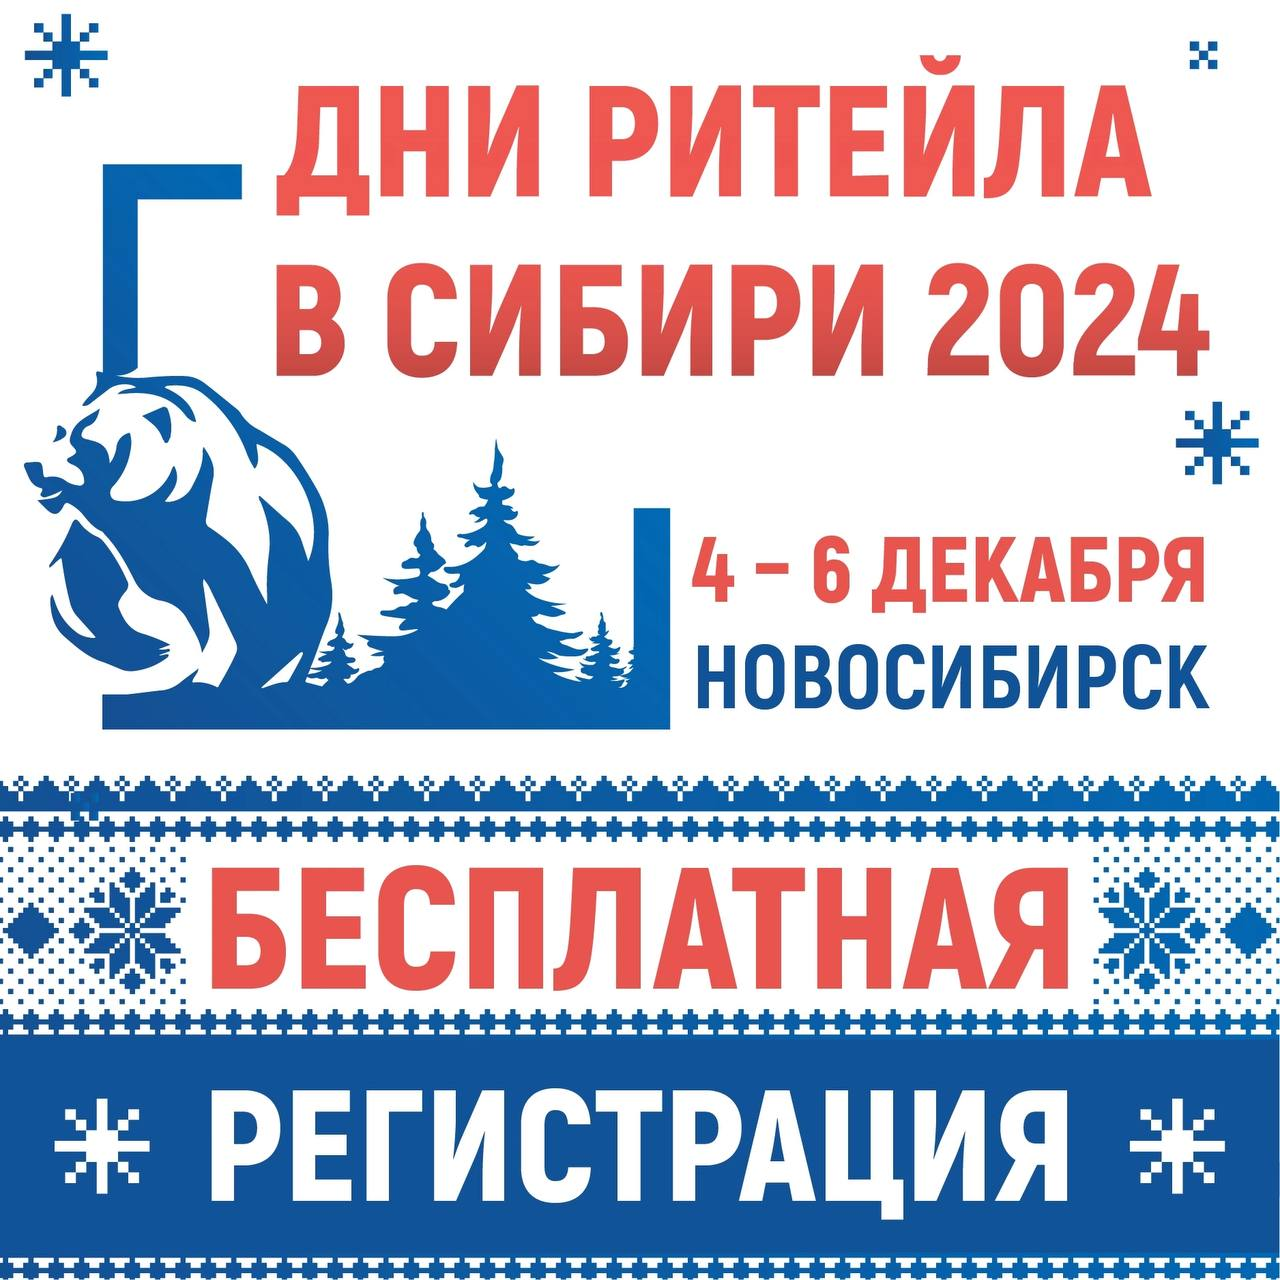 ДНИ РИТЕЙЛА
В СИБИРИ 2024
4 – 6 ДЕКАБРЯ
НОВОСИБИРСК
БЕСПЛАТНАЯ
РЕГИСТРАЦИЯ